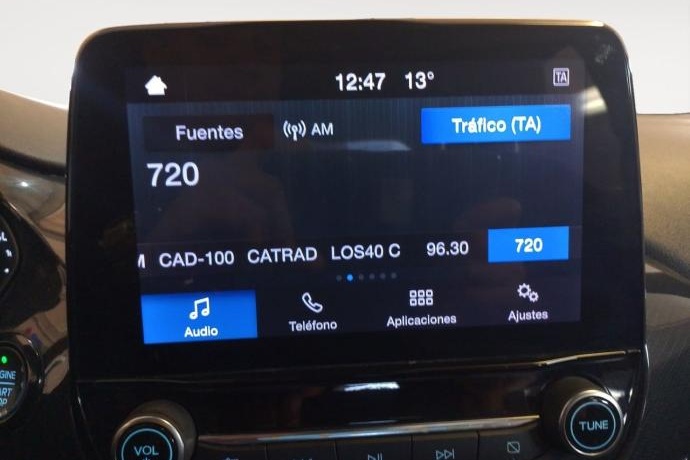 12:47 13° TA
Fuentes AM Tráfico (TA)
720
CAD-100 CATRAD LOS40 C 96.30 720
Audio Teléfono Aplicaciones Ajustes
VOL TUNE